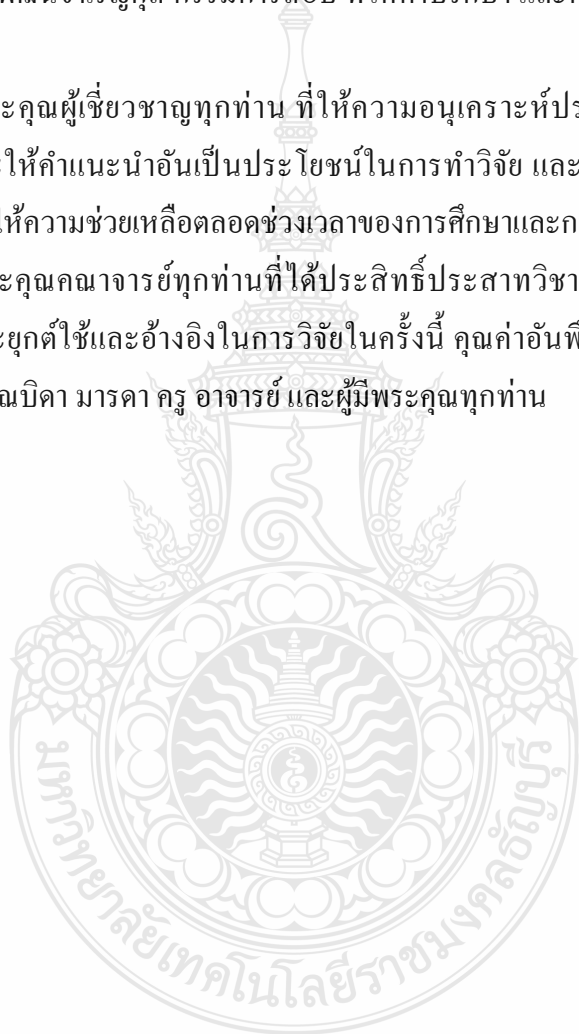 ะคุณผู้เชี่ยวชาญทุกท่าน ที่ให้ความอนุเคราะห์ประ
ะให้คำแนะนำอันเป็นประโยชน์ในการทำวิจัย และ
ให้ความช่วยเหลือตลอดช่วงเวลาของการศึกษาและก
ะคุณคณาจารย์ทุกท่านที่ได้ประสิทธิ์ประสาทวิชา
ะยุกต์ใช้และอ้างอิงในการวิจัยในครั้งนี้ คุณค่าอันพึ
ณบิดา มารดา ครู อาจารย์ และผู้มีพระคุณทุกท่าน
มหาวิทยาลัยเทคโนโลยีราชมงคลธัญบุรี